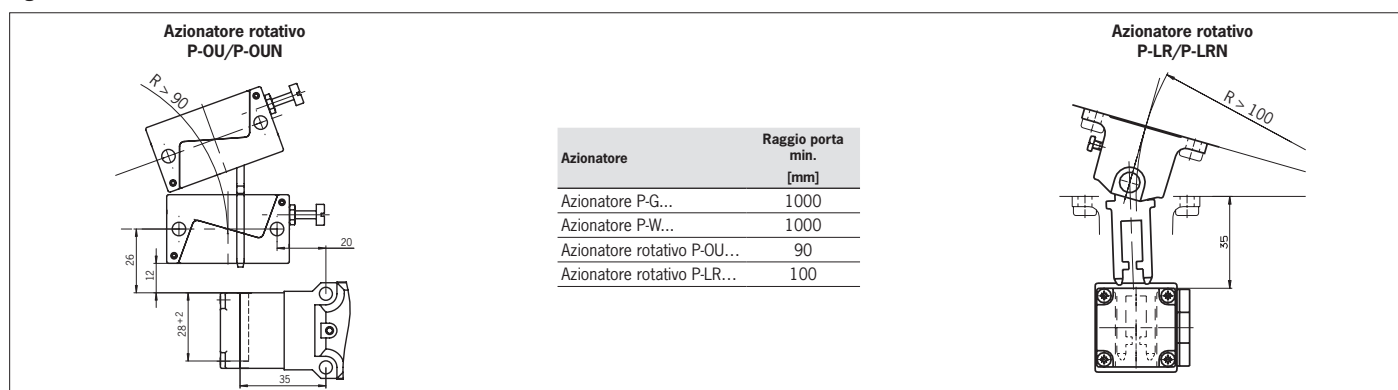 Azionatore rotativo
P-OU/P-OUN
R > 90
20
26
12
28+2
35
Azionatore
Raggio porta
min.
[mm]
Azionatore P-G... 1000
Azionatore P-W... 1000
Azionatore rotativo P-OU... 90
Azionatore rotativo P-LR... 100
Azionatore rotativo
P-LR/P-LRN
R > 100
35